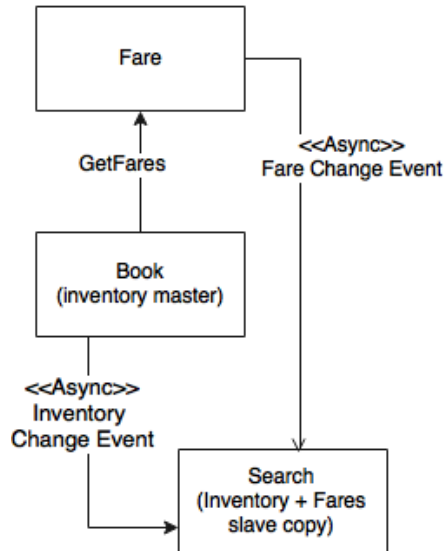 Fare
<<Async>>
Fare Change Event
GetFares
Book
(inventory master)
<<Async>>
Inventory
Change Event
Search
(Inventory + Fares
slave copy)